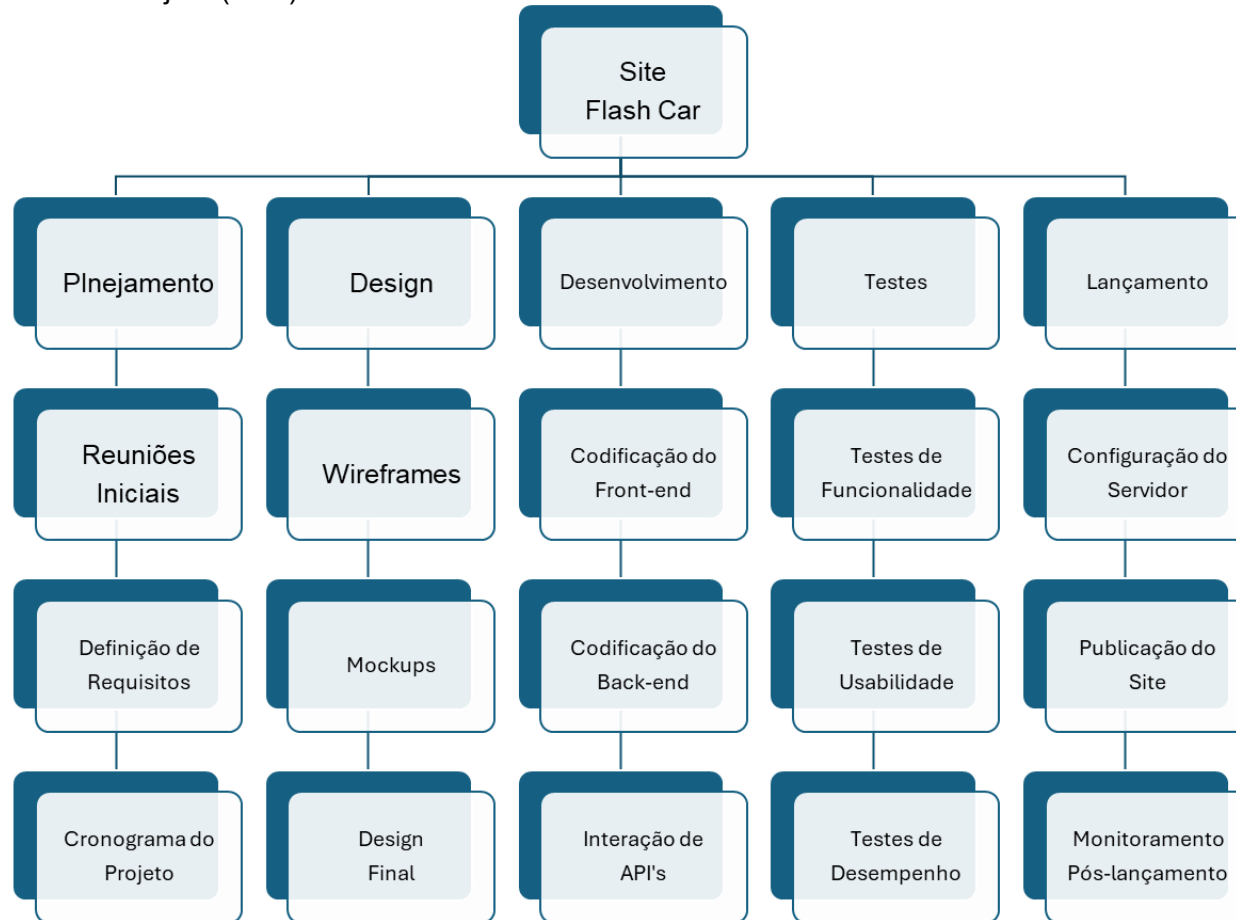 Site
Flash Car
Plnejamento
Design
Desenvolvimento
Testes
Lançamento
Reuniões
Iniciais
Wireframes
Codificação do
Front-end
Testes de
Funcionalidade
Configuração do
Servidor
Definição de
Requisitos
Mockups
Codificação do
Back-end
Testes de
Usabilidade
Publicação do
Site
Cronograma do
Projeto
Design
Final
Interação de
API's
Testes de
Desempenho
Monitoramento
Pós-lançamento